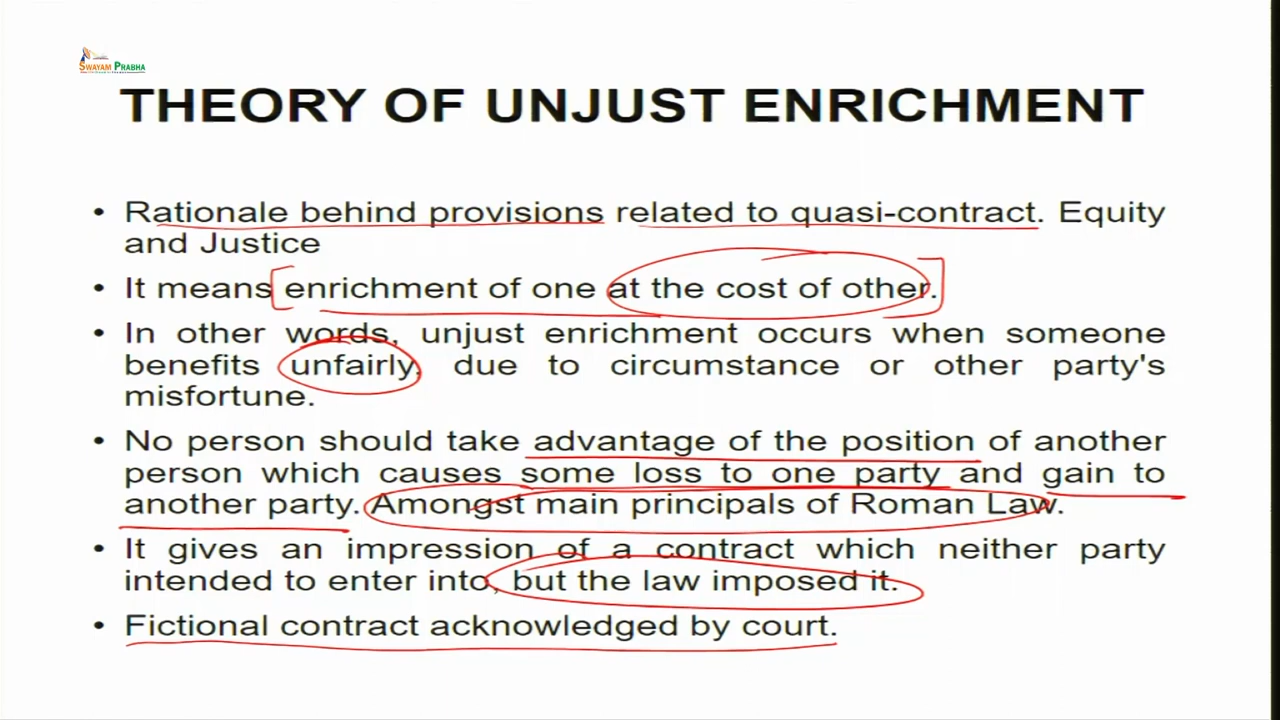 SWAYAM PRABHA
THEORY OF UNJUST ENRICHMENT
• Rationale behind provisions related to quasi-contract. Equity
and Justice
• It means enrichment of one at the cost of other.
• In other words, unjust enrichment occurs when someone
benefits unfairly, due to circumstance or other party's
misfortune.
• No person should take advantage of the position of another
person which causes some loss to one party and gain to
another party. Amongst main principals of Roman Law.
• It gives an impression of a contract which neither party
intended to enter into, but the law imposed it.
• Fictional contract acknowledged by court.